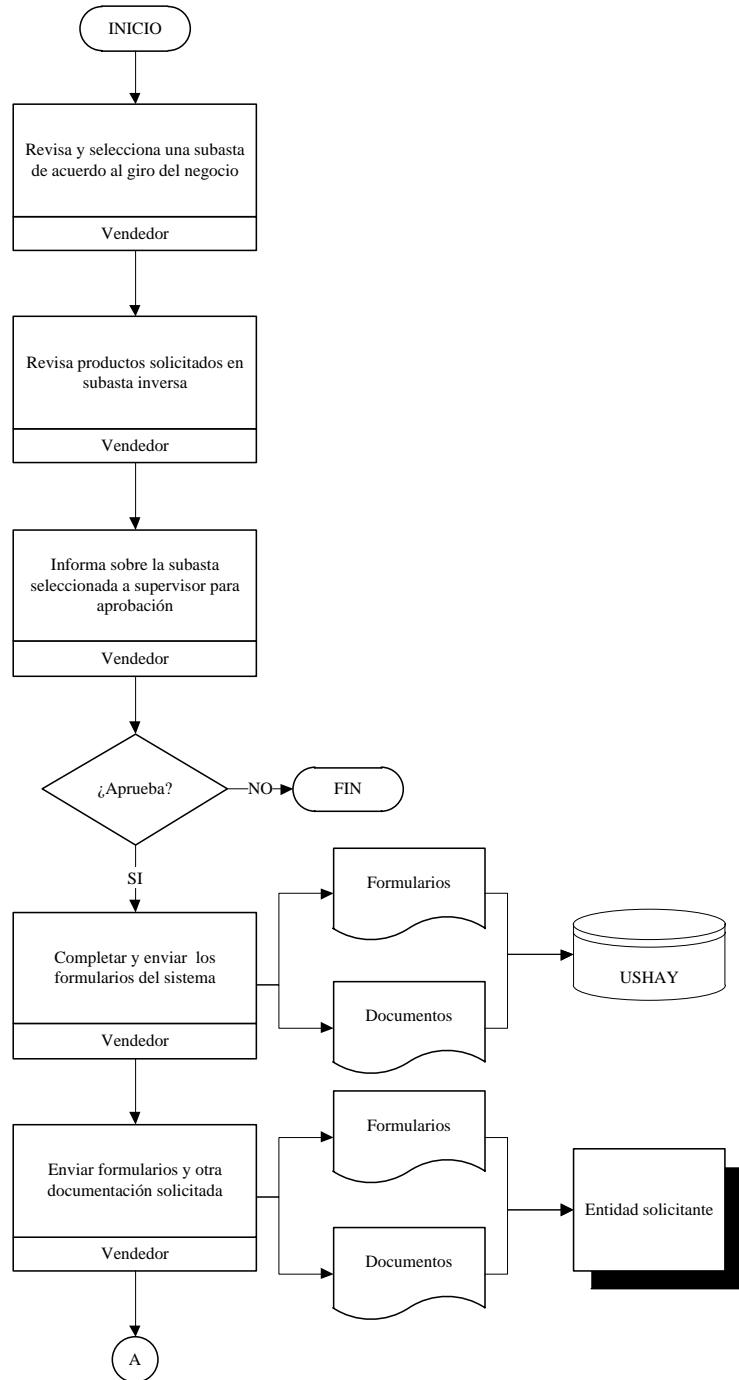 INICIO
Revisa y selecciona una subasta
de acuerdo al giro del negocio
Vendedor
Revisa productos solicitados en
subasta inversa
Vendedor
Informa sobre la subasta
seleccionada a supervisor para
aprobación
Vendedor
¿Aprueba?
NO
FIN
SI
Completar y enviar los
formularios del sistema
Vendedor
Formularios
Documentos
USHAY
Enviar formularios y otra
documentación solicitada
Vendedor
Formularios
Documentos
Entidad solicitante
A